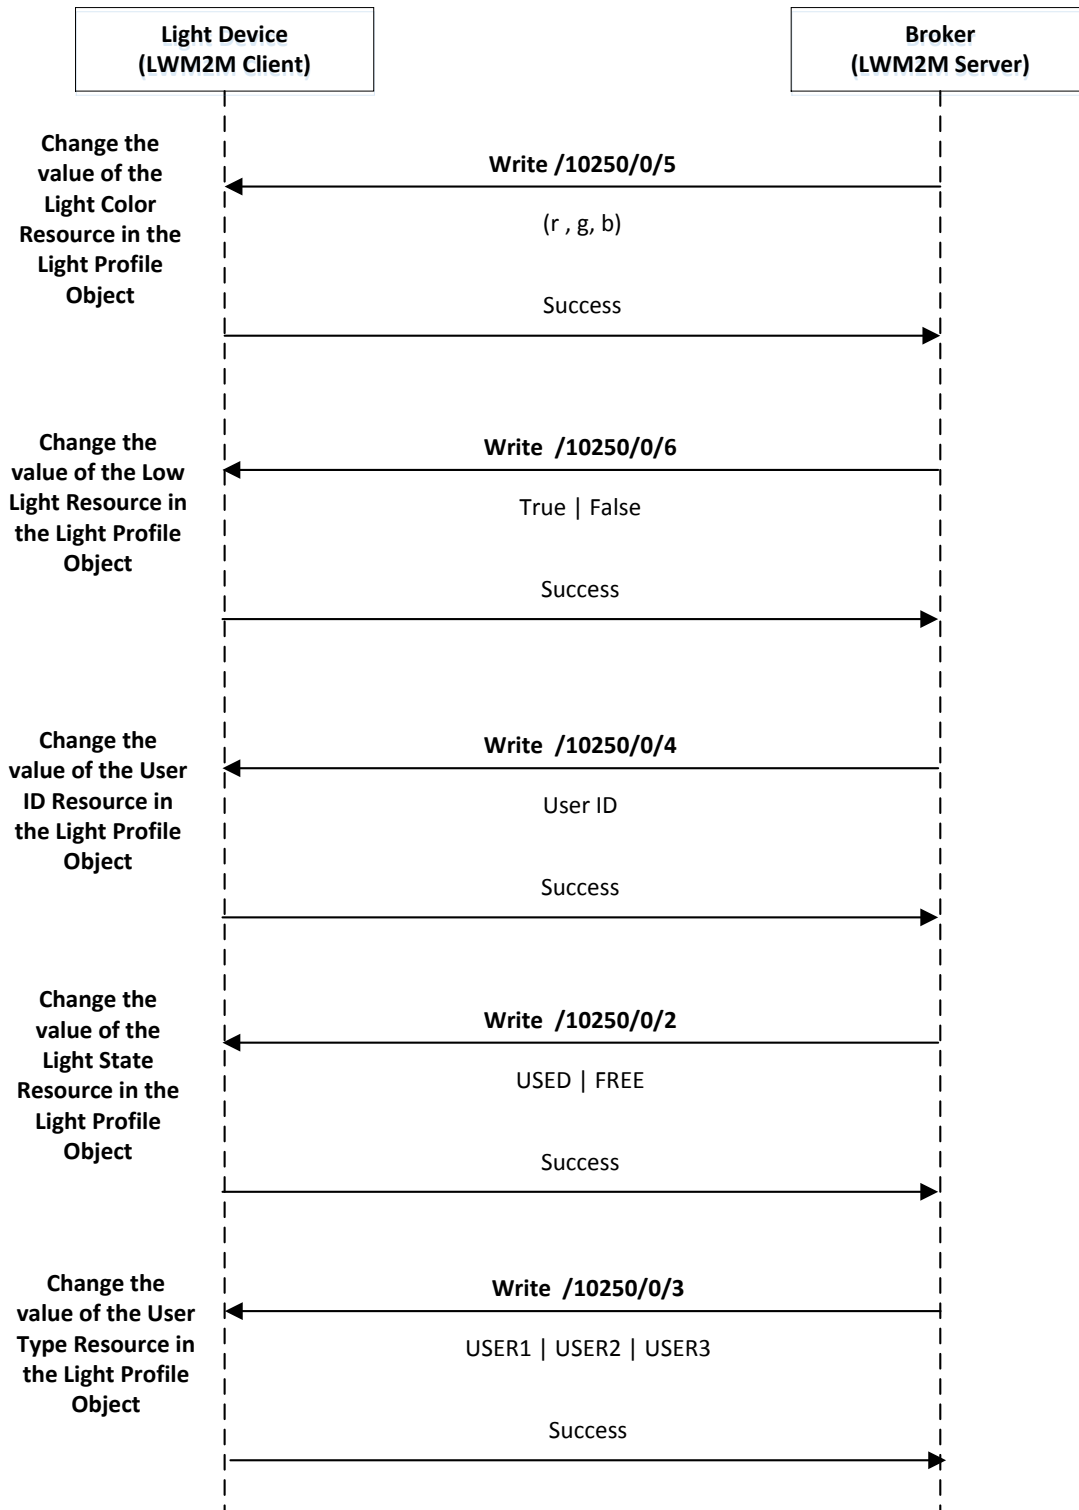 Light Device
(LWM2M Client)
Broker
(LWM2M Server)
Change the
value of the
Light Color
Resource in the
Light Profile
Object
Write /10250/0/5
(r , g, b)
Success
Change the
value of the Low
Light Resource in
the Light Profile
Object
Write /10250/0/6
True | False
Success
Change the
value of the User
ID Resource in
the Light Profile
Object
Write /10250/0/4
User ID
Success
Change the
value of the
Light State
Resource in the
Light Profile
Object
Write /10250/0/2
USED | FREE
Success
Change the
value of the User
Type Resource in
the Light Profile
Object
Write /10250/0/3
USER1 | USER2 | USER3
Success